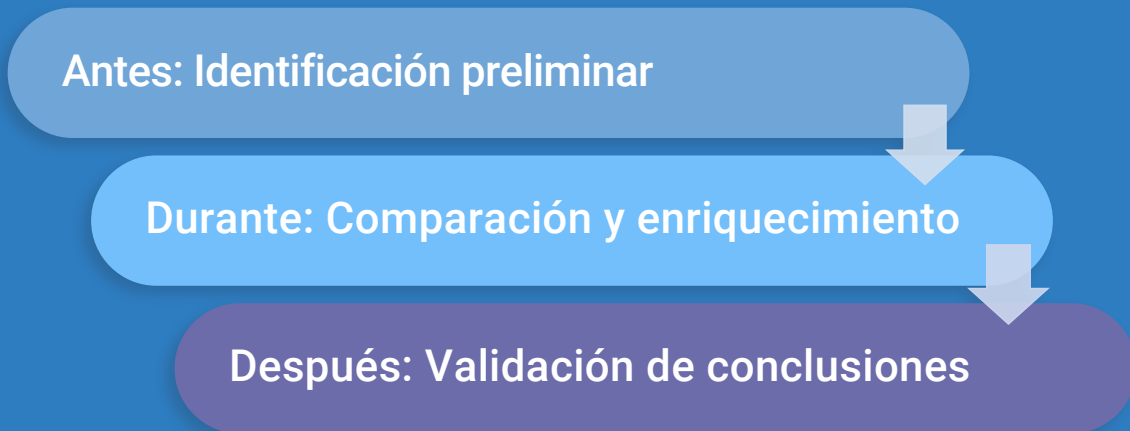 Antes: Identificación preliminar
Durante: Comparación y enriquecimiento
Después: Validación de conclusiones